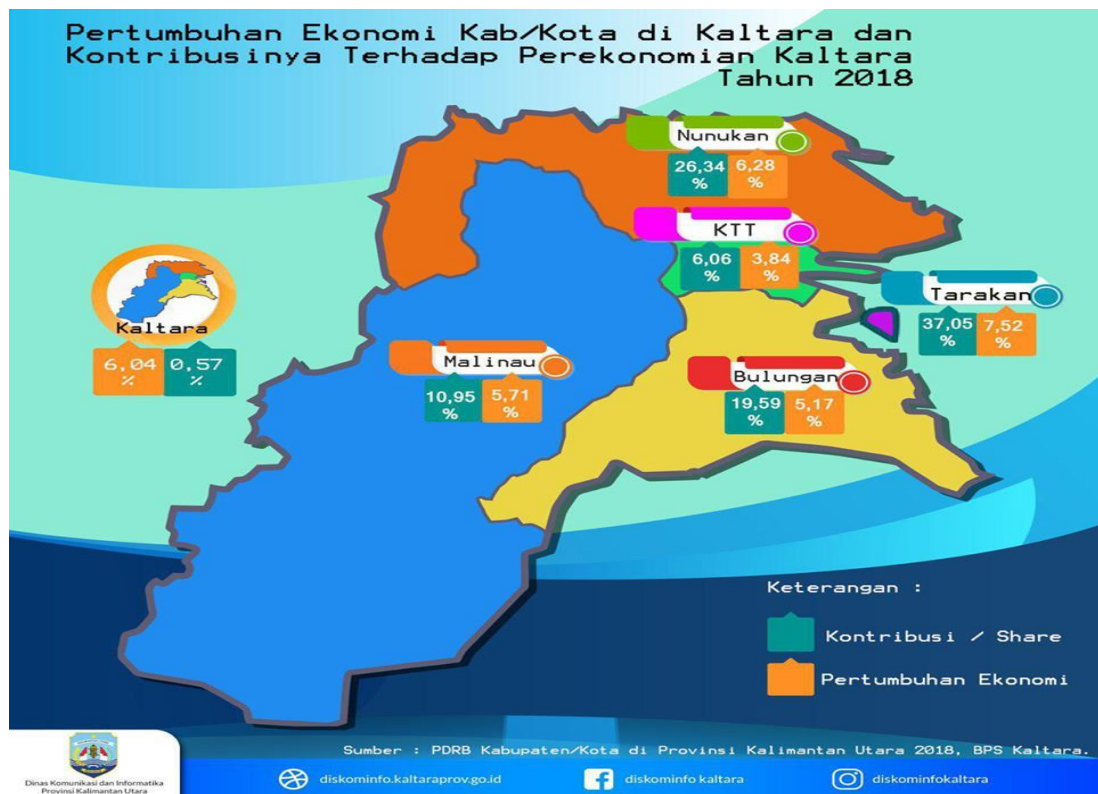 Pertumbuhan Ekonomi Kab/Kota di Kaltara dan
Kontribusinya Terhadap Perekonomian Kaltara
Tahun 2018
Nunukan
26,34 % 6,28 %
KTT
6,06 % 3,84 %
Tarakan
37,05 % 7,52 %
Kaltara
6,04 % 0,57 %
Malinau
10,95 % 5,71 %
Bulungan
19,59 % 5,17 %
Keterangan :
Kontribusi / Share
Pertumbuhan Ekonomi
Sumber : PDRB Kabupaten/Kota di Provinsi Kalimantan Utara 2018, BPS Kaltara.
Dinas Komunikasi dan Informatika
Provinsi Kalimantan Utara
diskominfo.kaltaraprov.go.id
diskominfo kaltara
diskominfokaltara